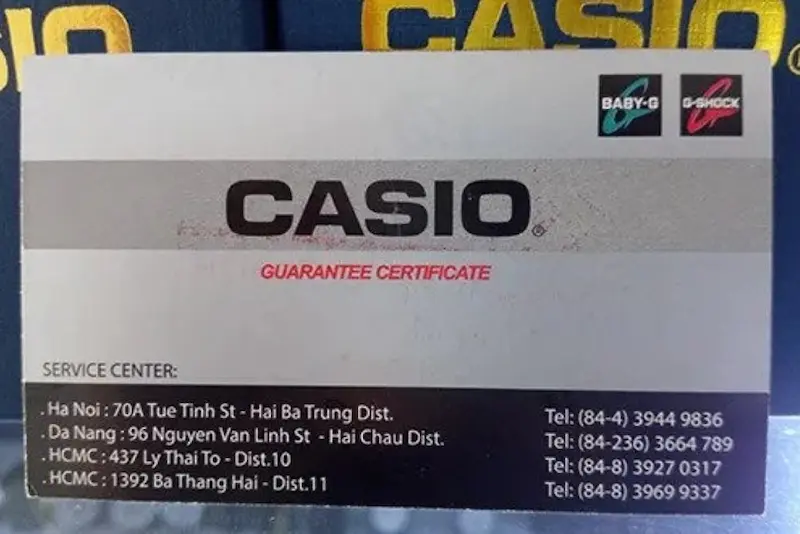 SIO
CASIO
BABY-G
G-SHOCK
CASIO®
GUARANTEE CERTIFICATE
SERVICE CENTER:
. Ha Noi : 70A Tue Tinh St - Hai Ba Trung Dist. Tel: (84-4) 3944 9836
. Da Nang : 96 Nguyen Van Linh St - Hai Chau Dist. Tel: (84-236) 3664 789
. HCMC : 437 Ly Thai To - Dist.10 Tel: (84-8) 3927 0317
. HCMC : 1392 Ba Thang Hai - Dist.11 Tel: (84-8) 3969 9337